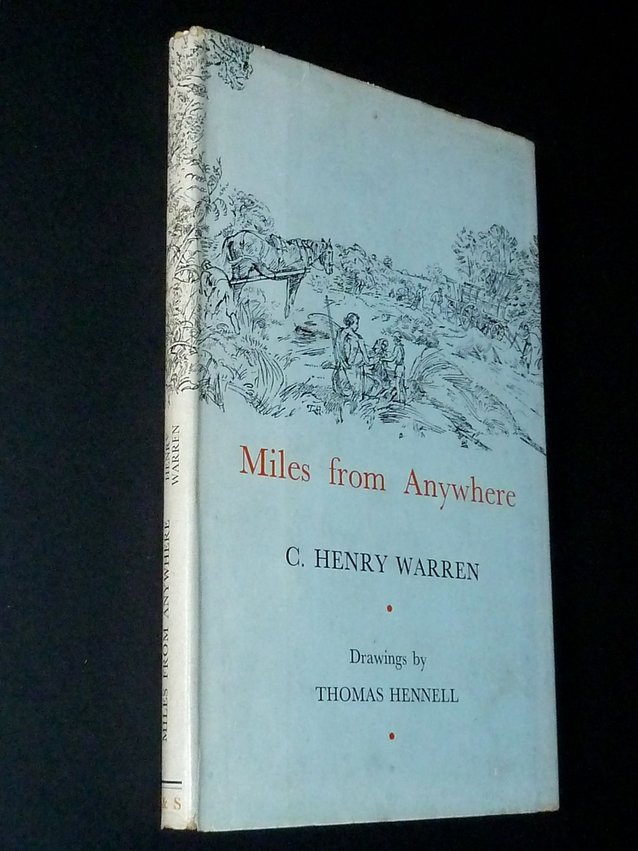 Miles from Anywhere
C. HENRY WARREN
Drawings by
THOMAS HENNELL
MILES FROM ANYWHERE
HENRY
WARREN
& S